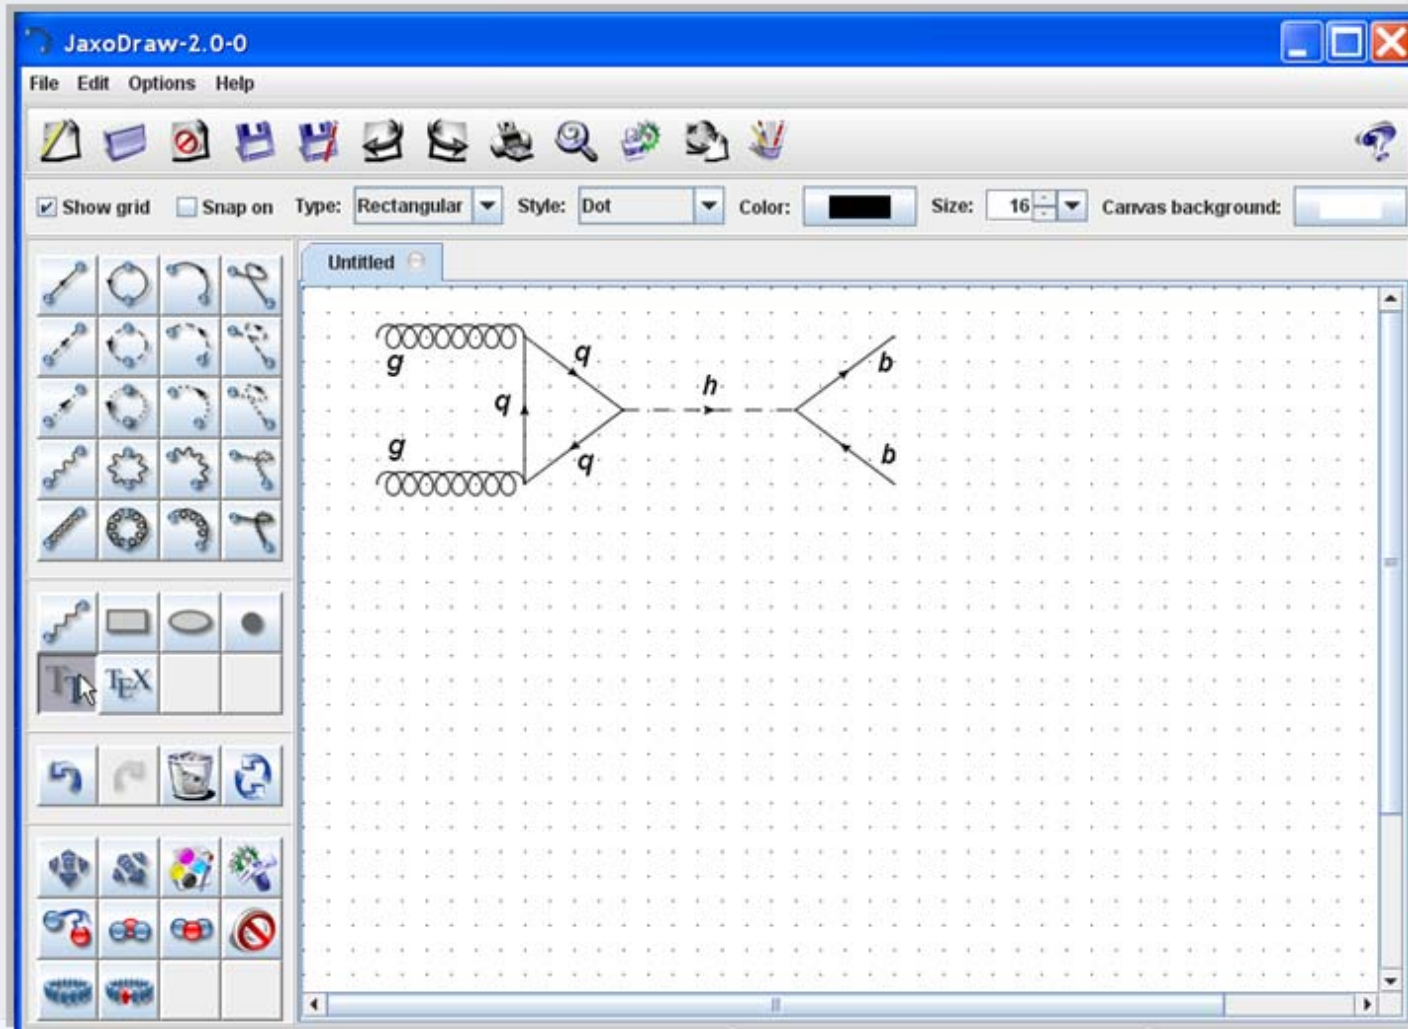 JaxoDraw-2.0-0
File Edit Options Help
Show grid Snap on Type: Rectangular Style: Dot Color: Size: 16 Canvas background:
Untitled
g
q
q
h
b
g
q
b
TT TEX